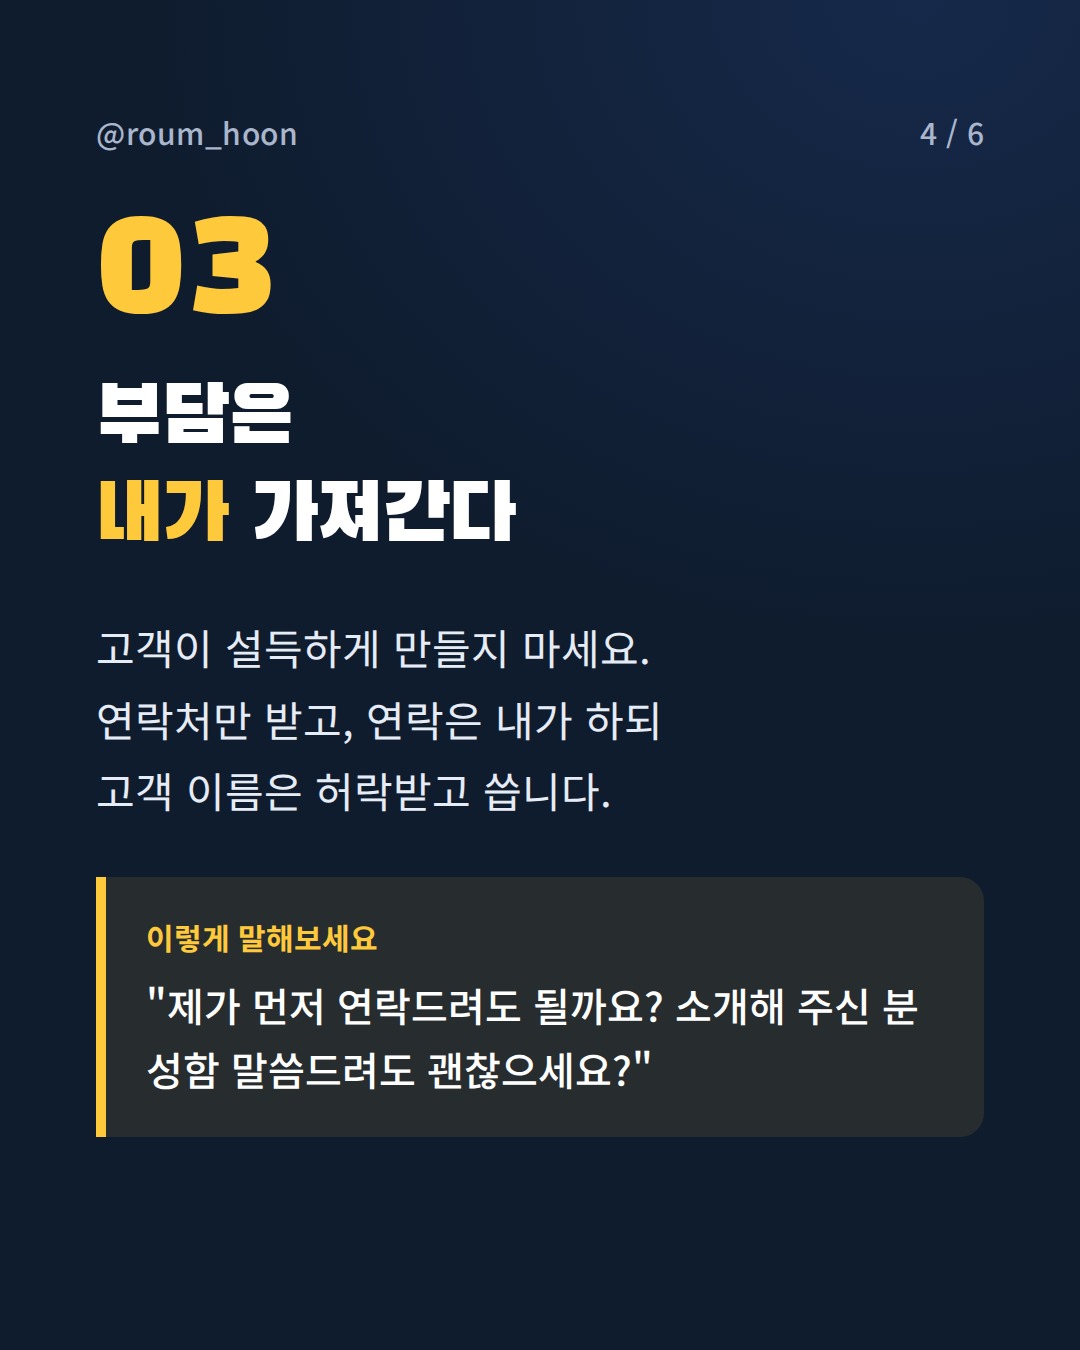 @roum_hoon
4 / 6
03
부담은
내가 가져간다
고객이 설득하게 만들지 마세요.
연락처만 받고, 연락은 내가 하되
고객 이름은 허락받고 씁니다.
이렇게 말해보세요
"제가 먼저 연락드려도 될까요? 소개해 주신 분
성함 말씀드려도 괜찮으세요?"